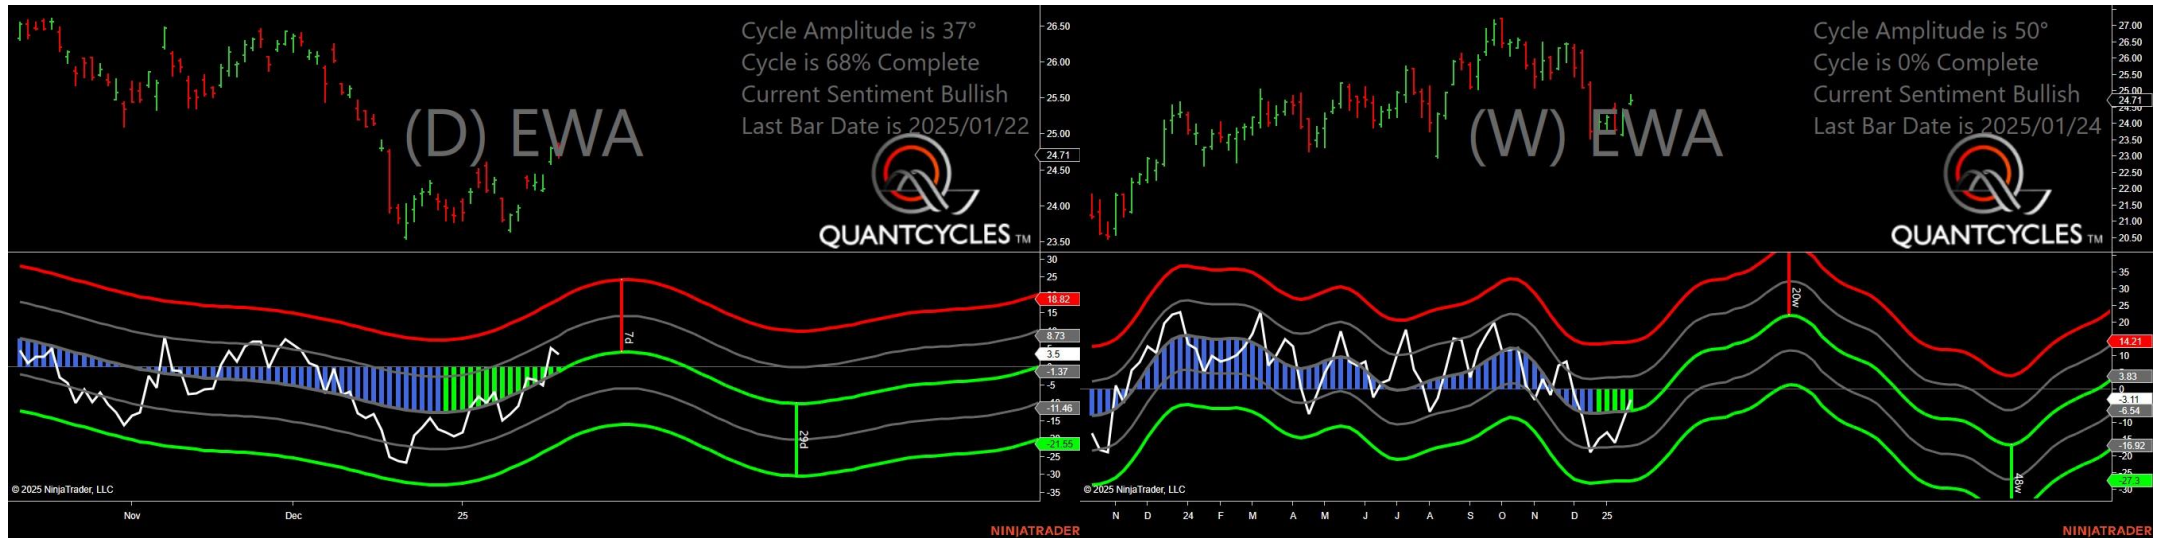 Cycle Amplitude is 37°
Cycle is 68% Complete
Current Sentiment Bullish
Last Bar Date is 2025/01/22
(D) EWA
QUANTCYCLES TM
26.50
26.00
25.50
25.00
24.71
24.50
24.00
23.50
30
25
18.82
15
8.73
3.5
-1.37
-5
-11.46
-15
-21.55
-25
-30
-35
7d
29d
© 2025 NinjaTrader, LLC
Nov
Dec
25
NINJATRADER
Cycle Amplitude is 50°
Cycle is 0% Complete
Current Sentiment Bullish
Last Bar Date is 2025/01/24
(W) EWA
QUANTCYCLES TM
27.00
26.50
26.00
25.50
25.00
24.71
24.50
24.00
23.50
23.00
22.50
22.00
21.50
21.00
20.50
35
30
25
20
14.21
10
3.83
0
-3.11
-6.54
-16.92
-20
-27.3
-30
20w
48w
© 2025 NinjaTrader, LLC
N D 24 F M A M J J A S O N D 25
NINJATRADER